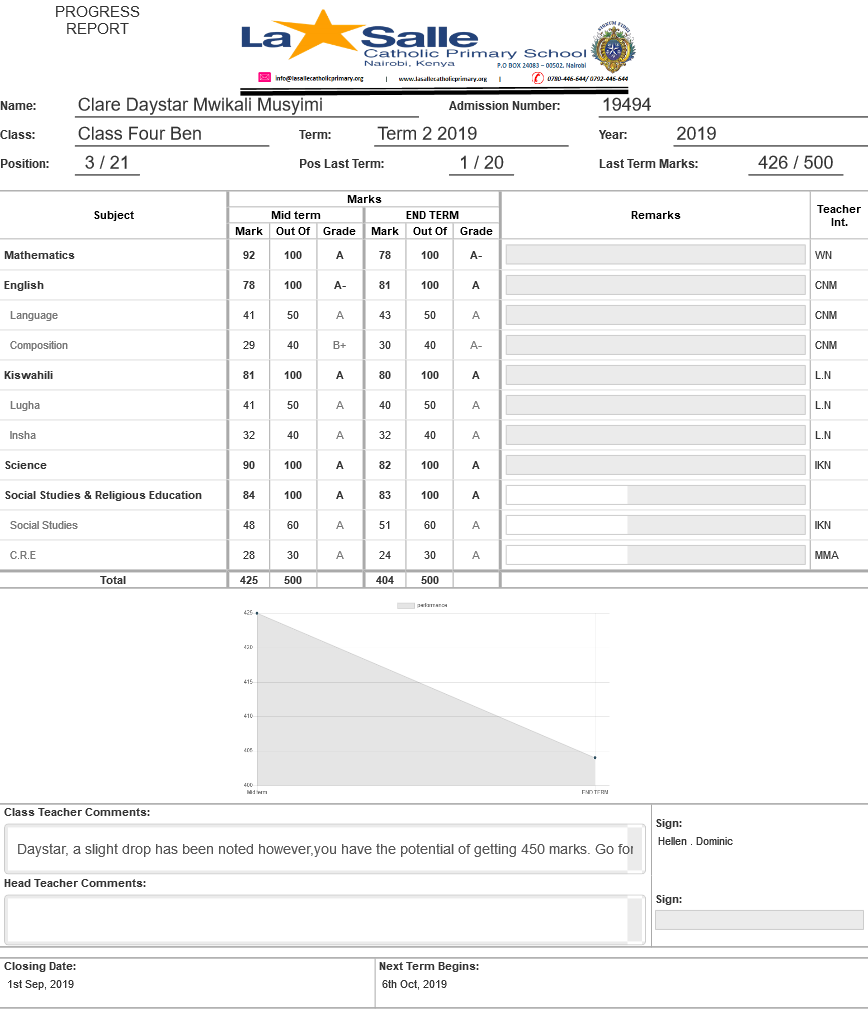 PROGRESS
REPORT
La Salle
Catholic Primary School
Nairobi, Kenya
P.O BOX 24083 – 00502, Nairobi
info@lasallecatholicprimary.org | www.lasallecatholicprimary.org | 0780-446-644/ 0792-446-644
Name: Clare Daystar Mwikali Musyimi Admission Number: 19494
Class: Class Four Ben Term: Term 2 2019 Year: 2019
Position: 3 / 21 Pos Last Term: 1 / 20 Last Term Marks: 426 / 500
Marks
Subject Mid term END TERM Remarks Teacher Int.
Mark Out Of Grade Mark Out Of Grade
Mathematics 92 100 A 78 100 A- WN
English 78 100 A- 81 100 A CNM
Language 41 50 A 43 50 A CNM
Composition 29 40 B+ 30 40 A- CNM
Kiswahili 81 100 A 80 100 A L.N
Lugha 41 50 A 40 50 A L.N
Insha 32 40 A 32 40 A L.N
Science 90 100 A 82 100 A IKN
Social Studies & Religious Education 84 100 A 83 100 A
Social Studies 48 60 A 51 60 A IKN
C.R.E 28 30 A 24 30 A MMA
Total 425 500 404 500
performance
425
420
415
410
405
400
Mid term END TERM
Class Teacher Comments:
Daystar, a slight drop has been noted however,you have the potential of getting 450 marks. Go for
Sign:
Hellen . Dominic
Head Teacher Comments:
Sign:
Closing Date: Next Term Begins:
1st Sep, 2019 6th Oct, 2019